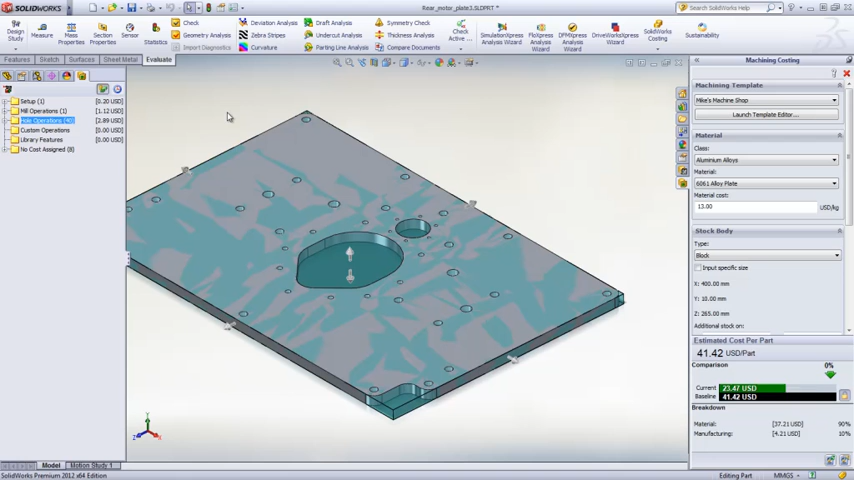 SOLIDWORKS
Rear_motor_plate3.SLDPRT *
Search SolidWorks Help
Design Study
Measure
Mass Properties
Section Properties
Sensor
Statistics
Check
Geometry Analysis
Import Diagnostics
Deviation Analysis
Zebra Stripes
Curvature
Draft Analysis
Undercut Analysis
Parting Line Analysis
Symmetry Check
Thickness Analysis
Compare Documents
Check Active ...
SimulationXpress Analysis Wizard
FloXpress Analysis Wizard
DFMXpress Analysis Wizard
DriveWorksXpress Wizard
SolidWorks Costing
Sustainability
Features
Sketch
Surfaces
Sheet Metal
Evaluate
Setup (1) [0.20 USD]
Mill Operations (1) [1.12 USD]
Hole Operations (40) [2.89 USD]
Custom Operations [0.00 USD]
Library Features [0.00 USD]
No Cost Assigned (8)
Machining Costing
Machining Template
Mike's Machine Shop
Launch Template Editor...
Material
Class:
Aluminium Alloys
Material:
6061 Alloy Plate
Material cost:
13.00 USD/kg
Stock Body
Type:
Block
Input specific size
X: 400.00 mm
Y: 10.00 mm
Z: 265.00 mm
Additional stock on:
Estimated Cost Per Part
41.42 USD/Part
Comparison 0%
Current 23.47 USD
Baseline 41.42 USD
Breakdown
Material: [37.21 USD] 90%
Manufacturing: [4.21 USD] 10%
Y
Z
X
Model
Motion Study 1
SolidWorks Premium 2012 x64 Edition
Editing Part
MMGS